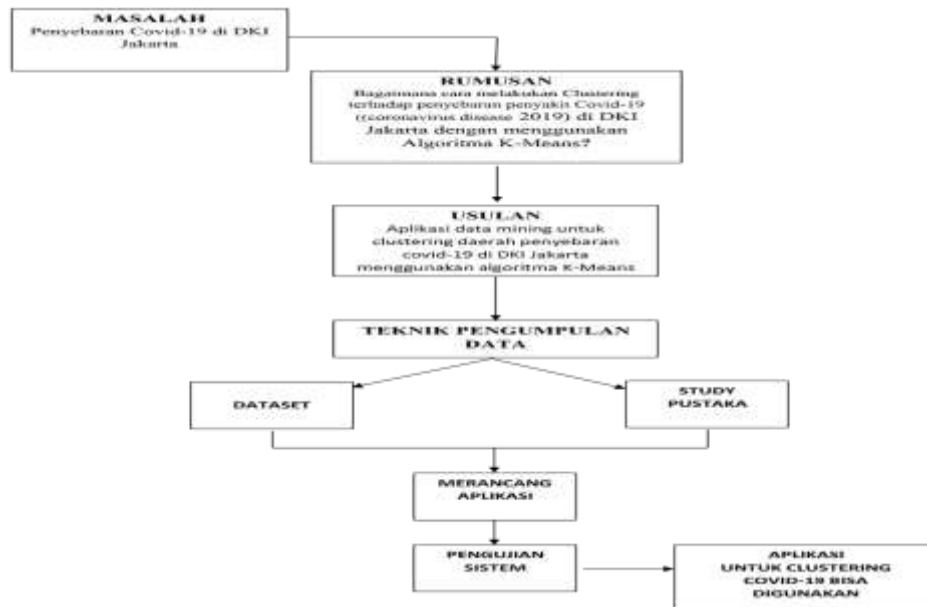 MASALAH
Penyebaran Covid-19 di DKI
Jakarta
RUMUSAN
Bagaimana cara melakukan Clustering
terhadap penyebaran penyakit Covid-19
((coronavirus disease 2019) di DKI
Jakarta dengan menggunakan
Algoritma K-Means?
USULAN
Aplikasi data mining untuk
clustering daerah penyebaran
covid-19 di DKI Jakarta
menggunakan algoritma K-Means
TEKNIK PENGUMPULAN
DATA
DATASET
STUDY
PUSTAKA
MERANCANG
APLIKASI
PENGUJIAN
SISTEM
APLIKASI
UNTUK CLUSTERING
COVID-19 BISA
DIGUNAKAN